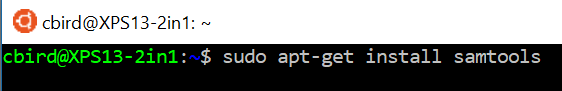 cbird@XPS13-2in1: ~
cbird@XPS13-2in1:~$ sudo apt-get install samtools